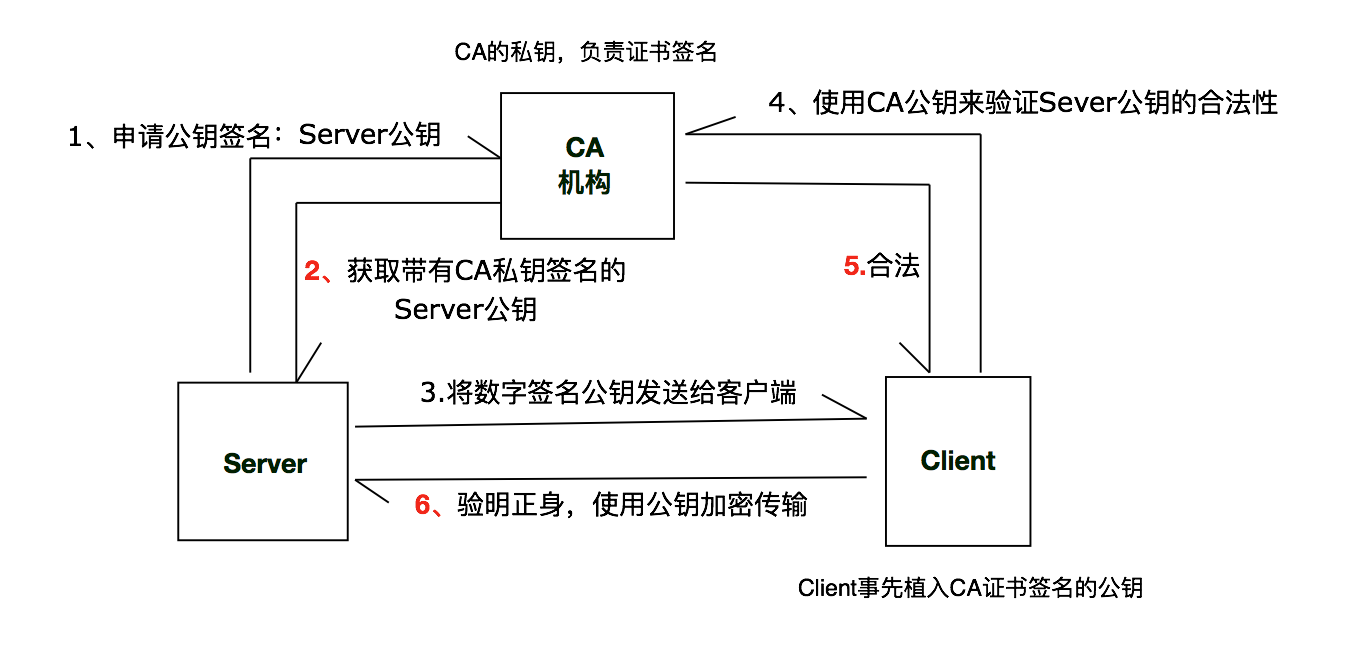 CA的私钥，负责证书签名
4、使用CA公钥来验证Sever公钥的合法性
1、申请公钥签名：Server公钥
CA
机构
2、获取带有CA私钥签名的
Server公钥
5.合法
3.将数字签名公钥发送给客户端
Server
Client
6、验明正身，使用公钥加密传输
Client事先植入CA证书签名的公钥